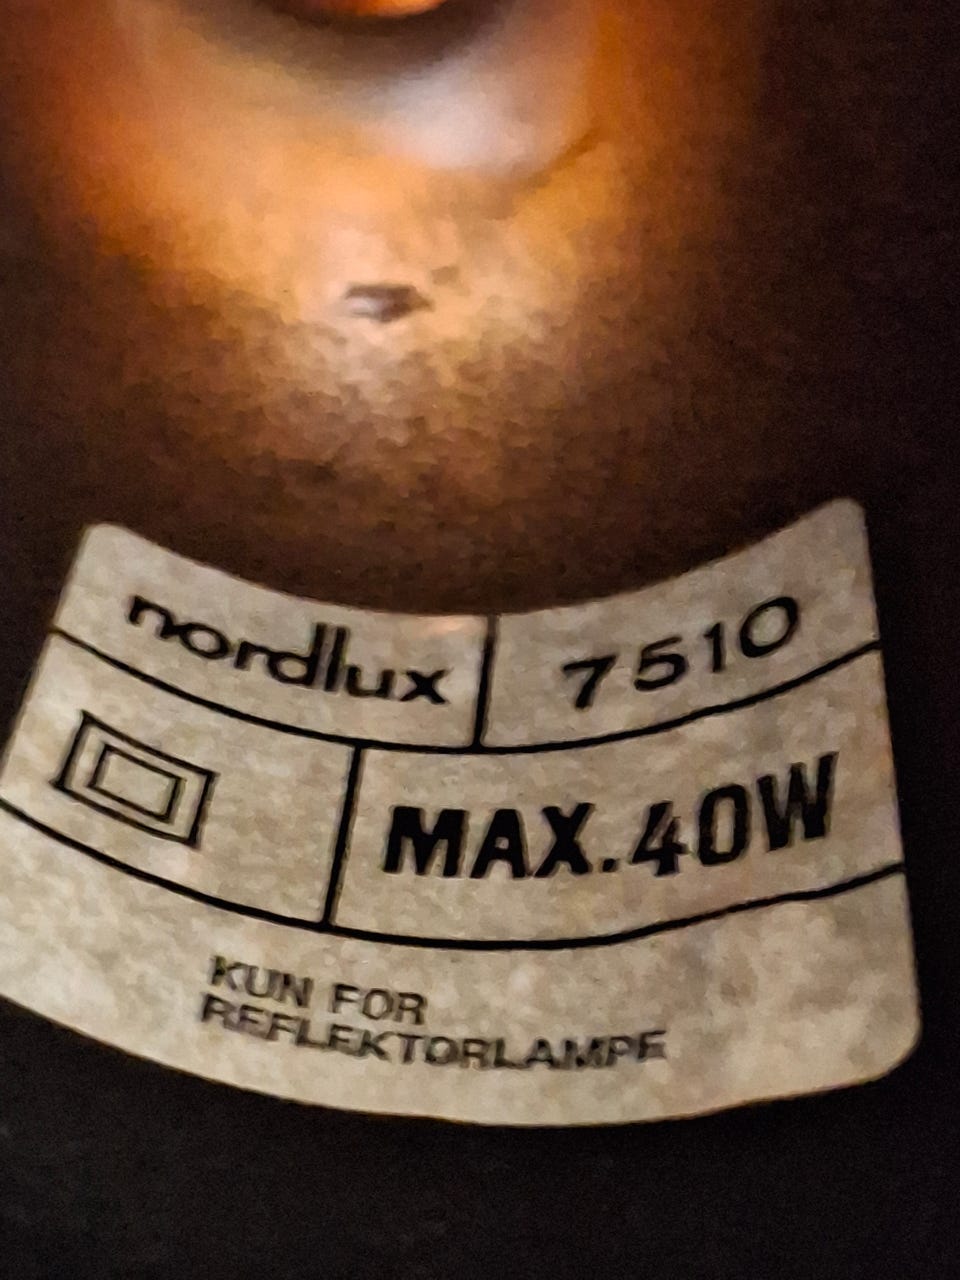 nordlux 7510
MAX.40W
KUN FOR
REFLEKTORLAMPE